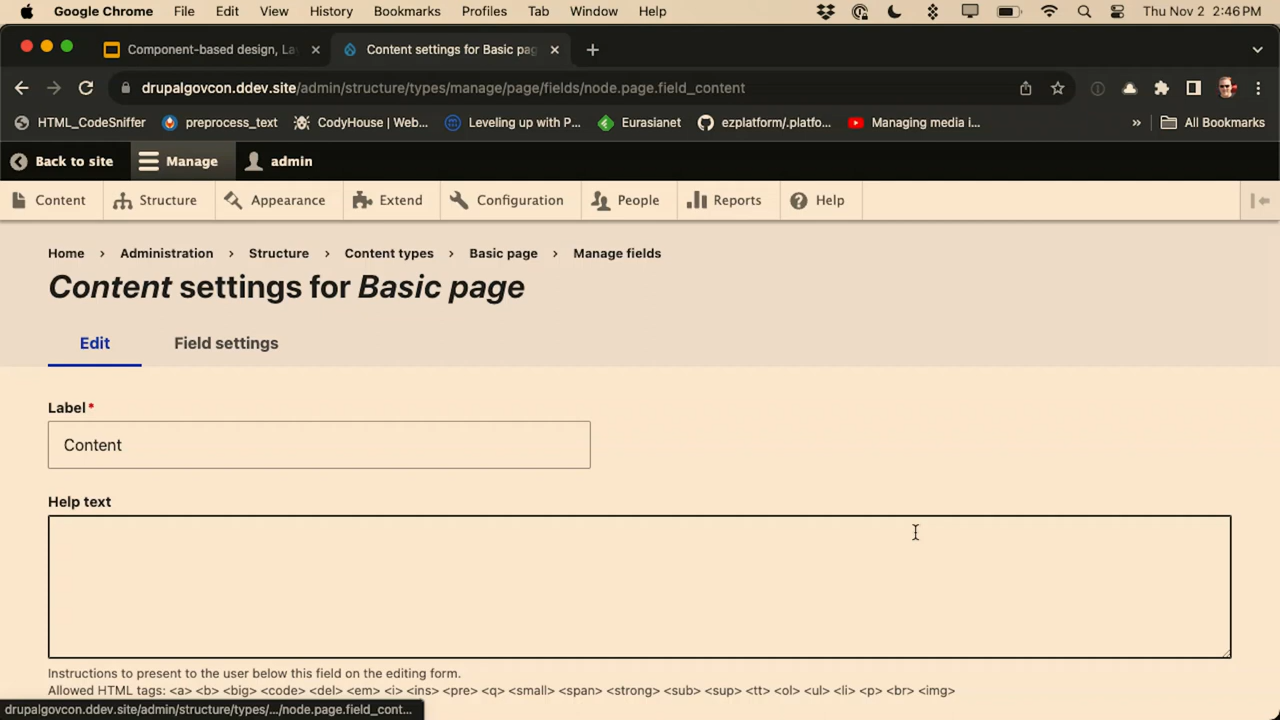 Google Chrome File Edit View History Bookmarks Profiles Tab Window Help Thu Nov 2 2:46 PM
Component-based design, La Content settings for Basic pag
drupalgovcon.ddev.site/admin/structure/types/manage/page/fields/node.page.field_content
HTML_CodeSniffer preprocess_text CodyHouse | Web... Leveling up with P... Eurasianet ezplatform/.platfo... Managing media i... » All Bookmarks
Back to site Manage admin
Content Structure Appearance Extend Configuration People Reports Help
Home › Administration › Structure › Content types › Basic page › Manage fields
Content settings for Basic page
Edit Field settings
Label*
Content
Help text
Instructions to present to the user below this field on the editing form.
Allowed HTML tags: <a> <b> <big> <code> <del> <em> <i> <ins> <pre> <q> <small> <span> <strong> <sub> <sup> <tt> <ol> <ul> <li> <p> <br> <img>
drupalgovcon.ddev.site/admin/structure/types/.../node.page.field_cont...